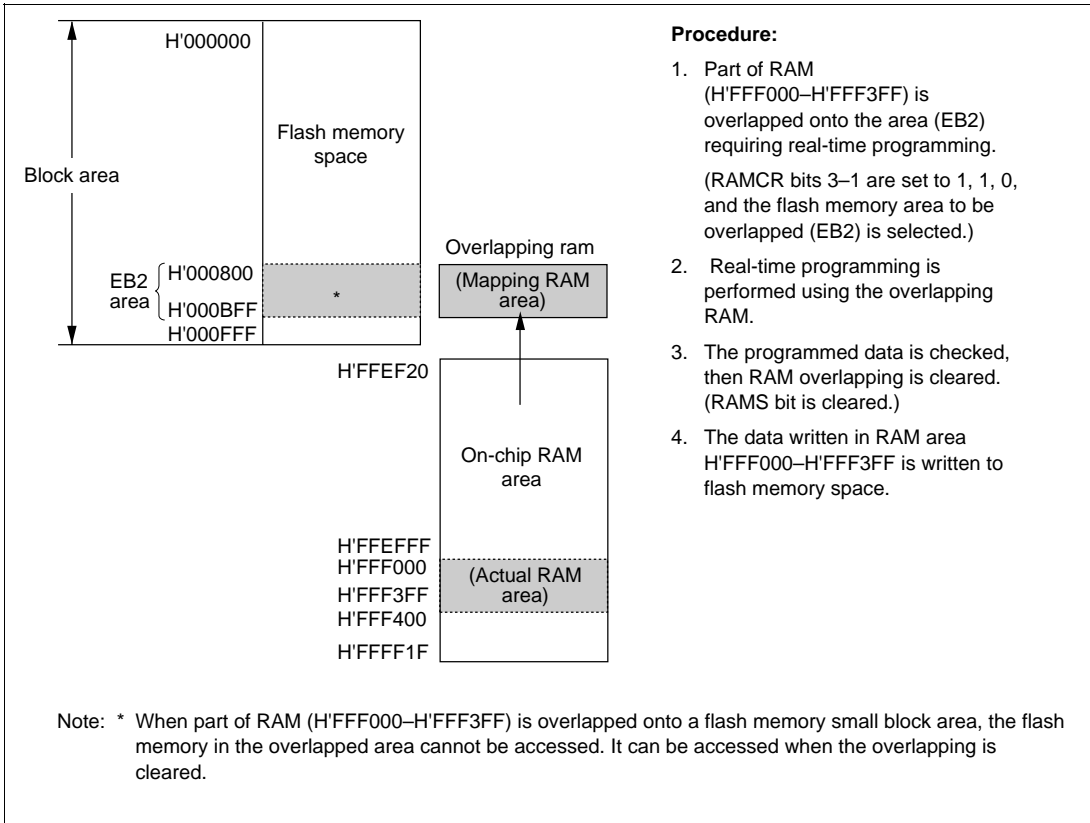 H'000000
Flash memory
space
Block area
EB2
area
H'000800
*
H'000BFF
H'000FFF
Overlapping ram
(Mapping RAM
area)
H'FFEF20
On-chip RAM
area
H'FFEFFF
H'FFF000
(Actual RAM
area)
H'FFF3FF
H'FFF400
H'FFFF1F
Procedure:
1. Part of RAM
(H'FFF000–H'FFF3FF) is
overlapped onto the area (EB2)
requiring real-time programming.
(RAMCR bits 3–1 are set to 1, 1, 0,
and the flash memory area to be
overlapped (EB2) is selected.)
2. Real-time programming is
performed using the overlapping
RAM.
3. The programmed data is checked,
then RAM overlapping is cleared.
(RAMS bit is cleared.)
4. The data written in RAM area
H'FFF000–H'FFF3FF is written to
flash memory space.
Note: * When part of RAM (H'FFF000–H'FFF3FF) is overlapped onto a flash memory small block area, the flash
memory in the overlapped area cannot be accessed. It can be accessed when the overlapping is
cleared.